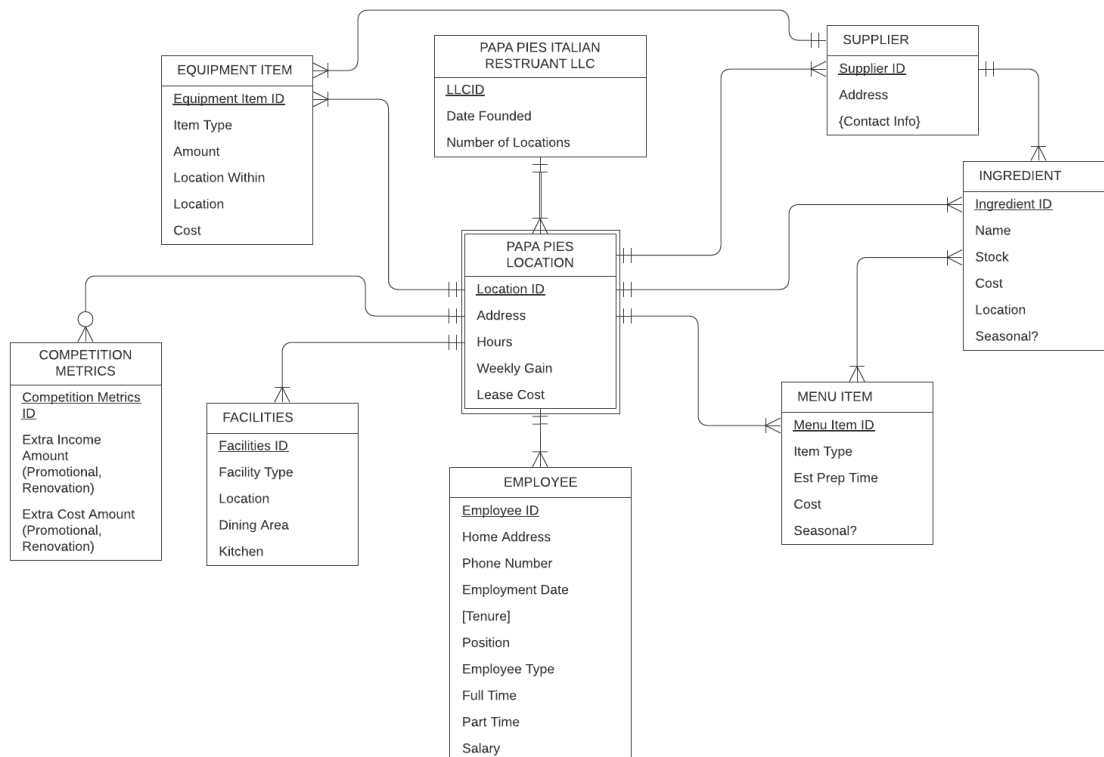 SUPPLIER
Supplier ID
Address
{Contact Info}
PAPA PIES ITALIAN
RESTRUANT LLC
LLCID
Date Founded
Number of Locations
EQUIPMENT ITEM
Equipment Item ID
Item Type
Amount
Location Within
Location
Cost
INGREDIENT
Ingredient ID
Name
Stock
Cost
Location
Seasonal?
PAPA PIES
LOCATION
Location ID
Address
Hours
Weekly Gain
Lease Cost
COMPETITION
METRICS
Competition Metrics
ID
Extra Income
Amount
(Promotional,
Renovation)
Extra Cost Amount
(Promotional,
Renovation)
FACILITIES
Facilities ID
Facility Type
Location
Dining Area
Kitchen
MENU ITEM
Menu Item ID
Item Type
Est Prep Time
Cost
Seasonal?
EMPLOYEE
Employee ID
Home Address
Phone Number
Employment Date
[Tenure]
Position
Employee Type
Full Time
Part Time
Salary